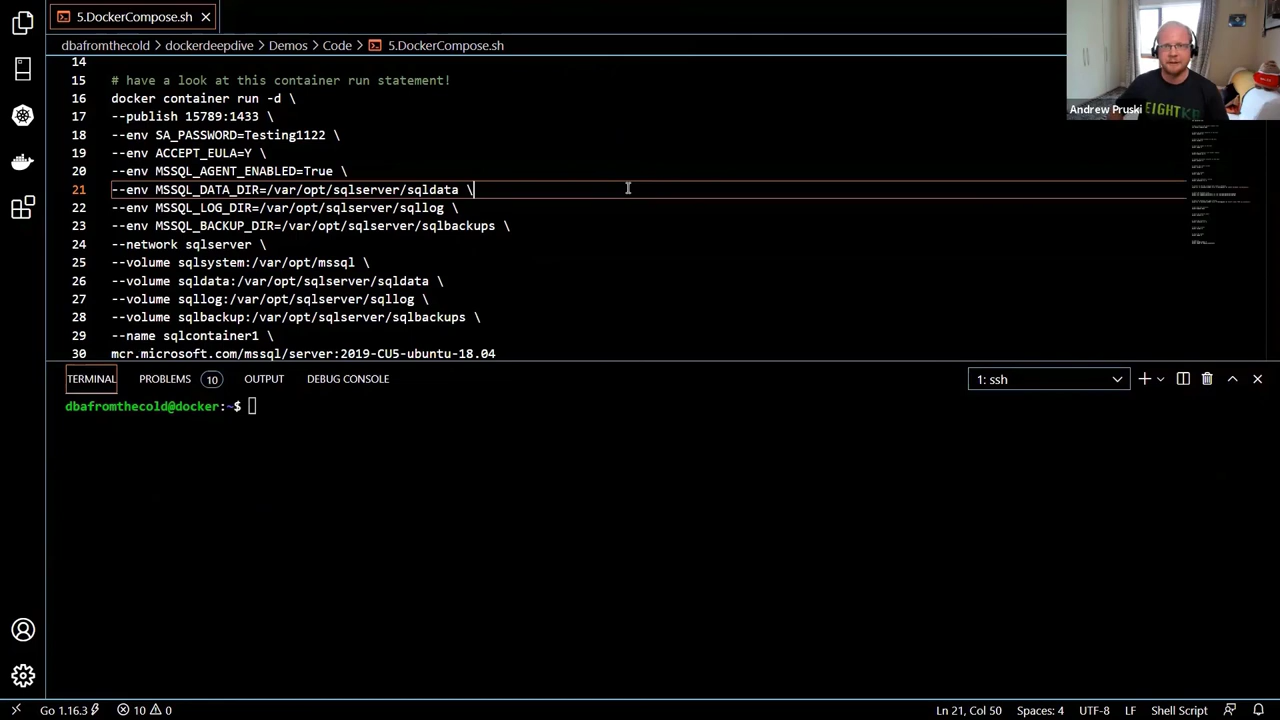 5.DockerCompose.sh
dbafromthecold > dockerdeepdive > Demos > Code > 5.DockerCompose.sh
14
15 # have a look at this container run statement!
16 docker container run -d \
17 --publish 15789:1433 \
18 --env SA_PASSWORD=Testing1122 \
19 --env ACCEPT_EULA=Y \
20 --env MSSQL_AGENT_ENABLED=True
21 --env MSSQL_DATA_DIR=/var/opt/sqlserver/sqldata \
22 --env MSSQL_LOG_DIR=/var/opt/sqlserver/sqllog \
23 --env MSSQL_BACKUP_DIR=/var/opt/sqlserver/sqlbackups \
24 --network sqlserver \
25 --volume sqlsystem:/var/opt/mssql \
26 --volume sqldata:/var/opt/sqlserver/sqldata \
27 --volume sqllog:/var/opt/sqlserver/sqllog \
28 --volume sqlbackup:/var/opt/sqlserver/sqlbackups \
29 --name sqlcontainer1 \
30 mcr.microsoft.com/mssql/server:2019-CU5-ubuntu-18.04
Andrew Pruski
TERMINAL PROBLEMS 10 OUTPUT DEBUG CONSOLE 1: ssh
dbafromthecold@docker:~$
Go 1.16.3 10 0 Ln 21, Col 50 Spaces: 4 UTF-8 LF Shell Script